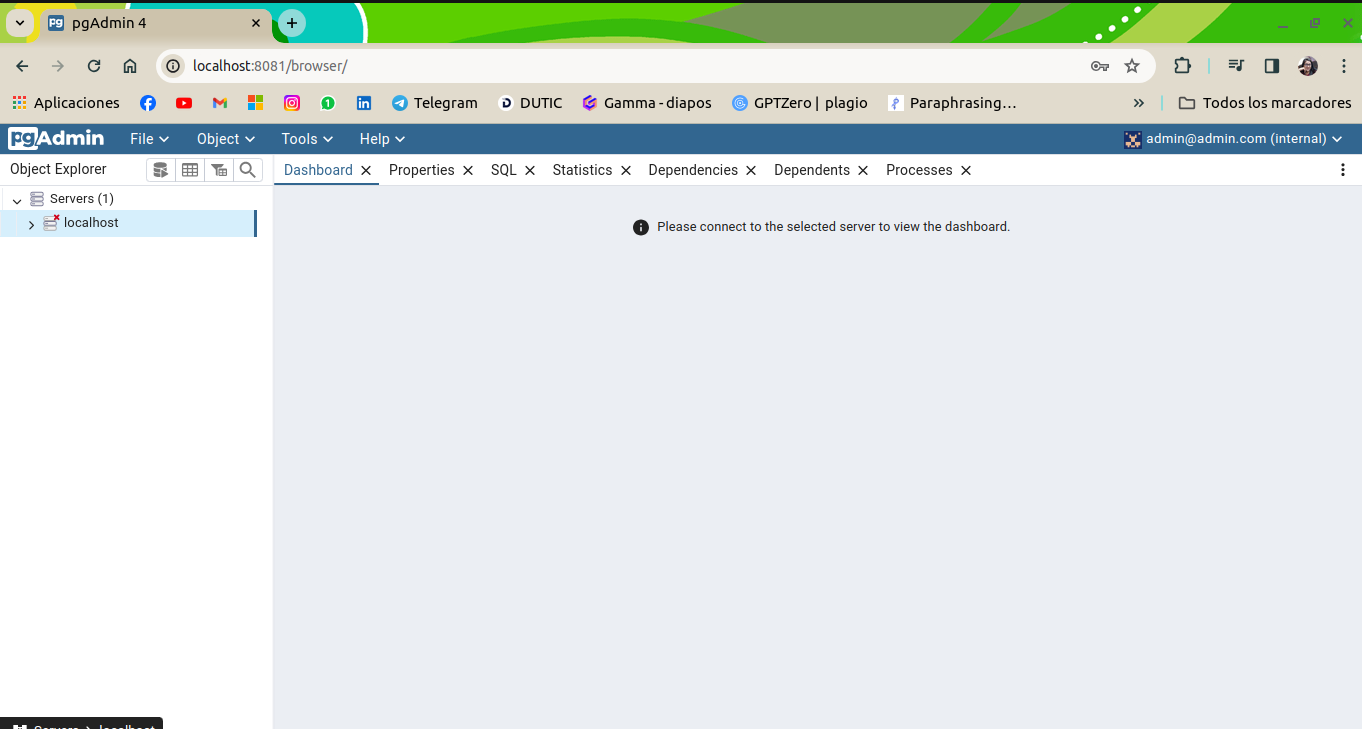 pgAdmin 4
localhost:8081/browser/
Aplicaciones Telegram DUTIC Gamma - diapos GPTZero | plagio Paraphrasing... Todos los marcadores
pgAdmin File Object Tools Help admin@admin.com (internal)
Object Explorer Dashboard Properties SQL Statistics Dependencies Dependents Processes
Servers (1)
localhost
Please connect to the selected server to view the dashboard.
Servers > localhost